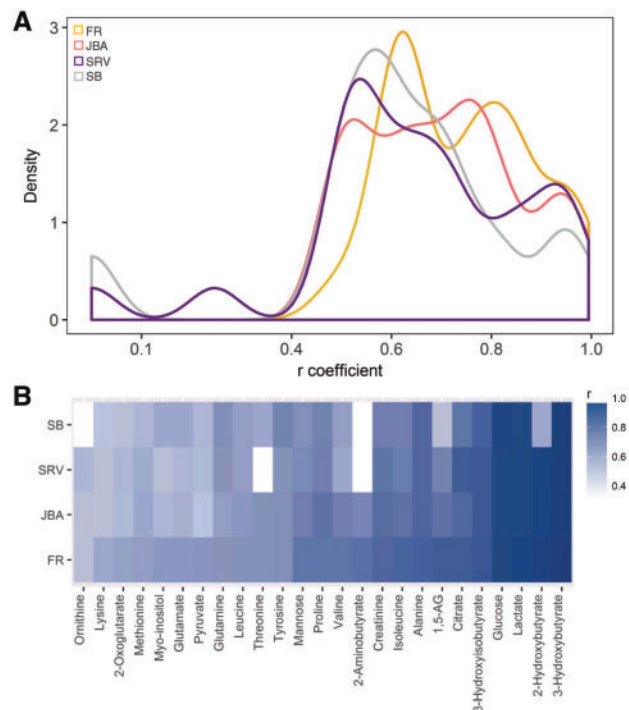 A
FR
JBA
SRV
SB
3
2
1
0
Density
0.1
0.4
0.6
0.8
1.0
r coefficient
B
SB
SRV
JBA
FR
r
1.0
0.8
0.6
0.4
Ornithine
Lysine
2-Oxoglutarate
Methionine
Myo-inositol
Glutamate
Pyruvate
Glutamine
Leucine
Threonine
Tyrosine
Mannose
Proline
Valine
2-Aminobutyrate
Creatinine
Isoleucine
Alanine
1,5-AG
Citrate
3-Hydroxyisobutyrate
Glucose
Lactate
2-Hydroxybutyrate
3-Hydroxybutyrate